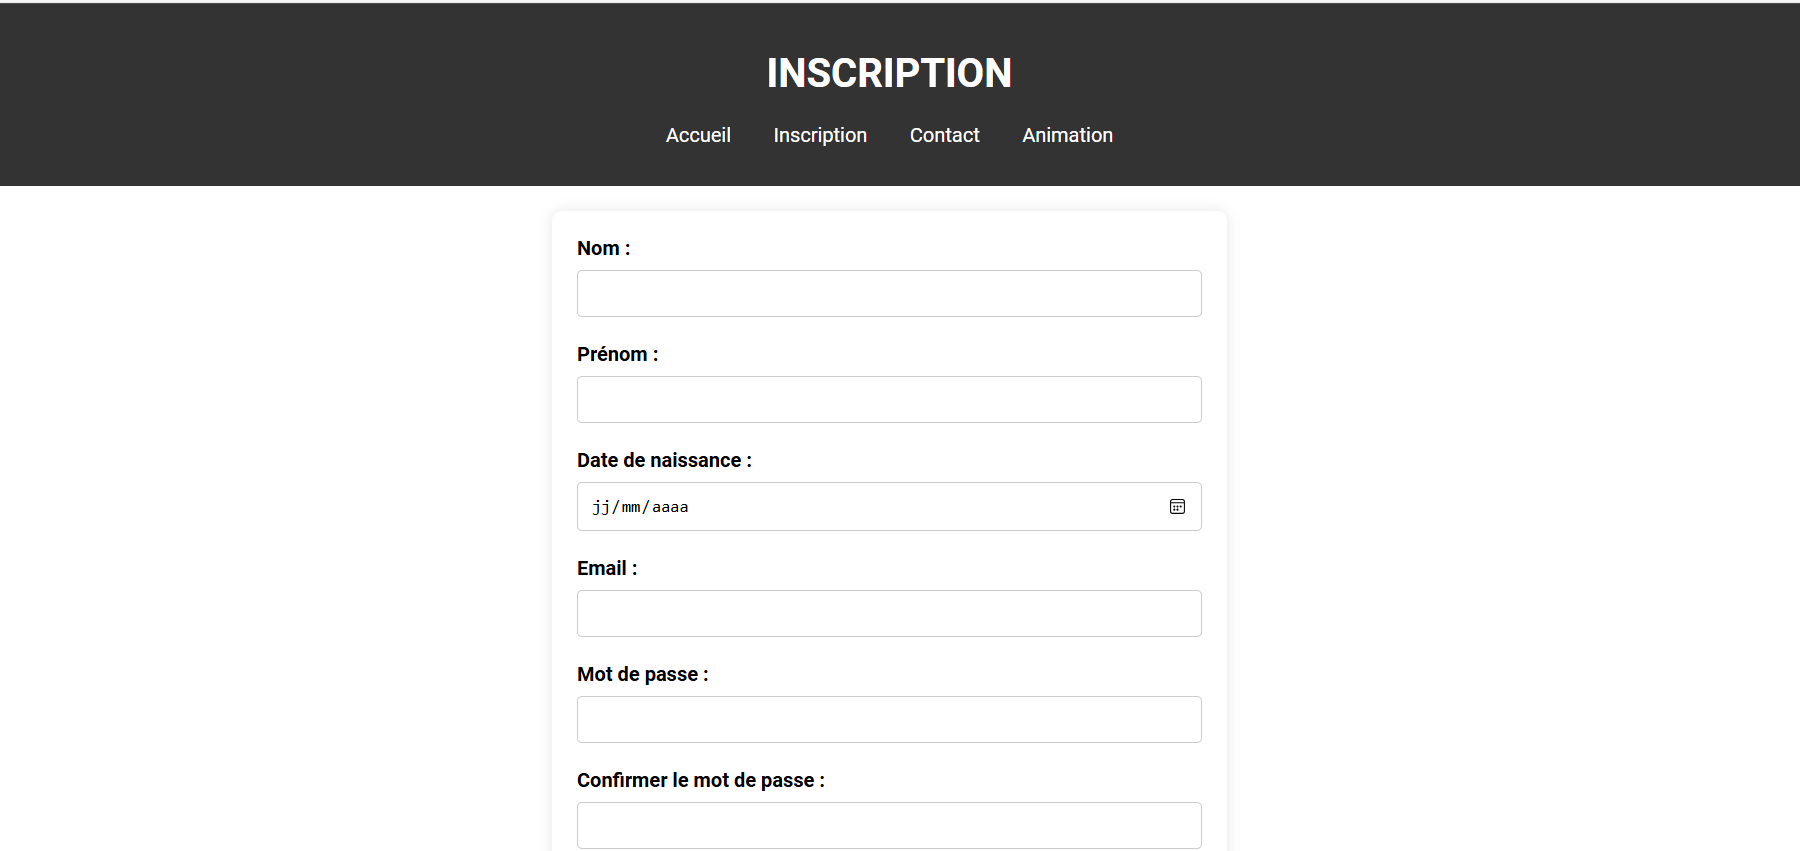 INSCRIPTION
Accueil Inscription Contact Animation
Nom :
Prénom :
Date de naissance :
jj/mm/aaaa
Email :
Mot de passe :
Confirmer le mot de passe :